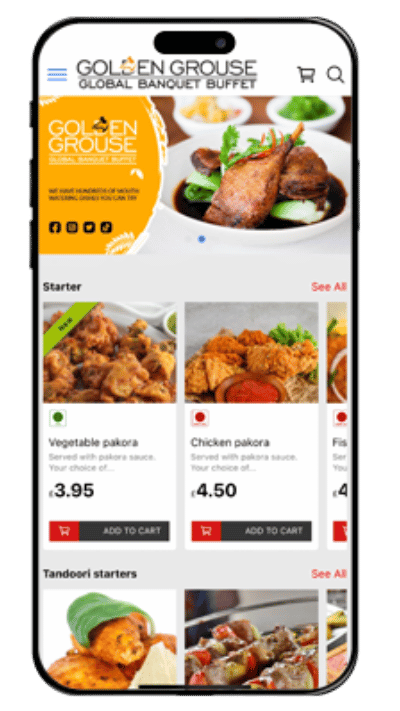 GOLDEN GROUSE
GLOBAL BANQUET BUFFET
GOLDEN
GROUSE
GLOBAL BANQUET BUFFET
WE HAVE HUNDREDS OF MOUTH
WATERING DISHES YOU CAN TRY
Starter
See All
NEW
Vegetable pakora
Served with pakora sauce.
Your choice of...
£3.95
ADD TO CART
Chicken pakora
Served with pakora sauce.
Your choice of...
£4.50
ADD TO CART
Fis
Ser
You
£4
Tandoori starters
See All